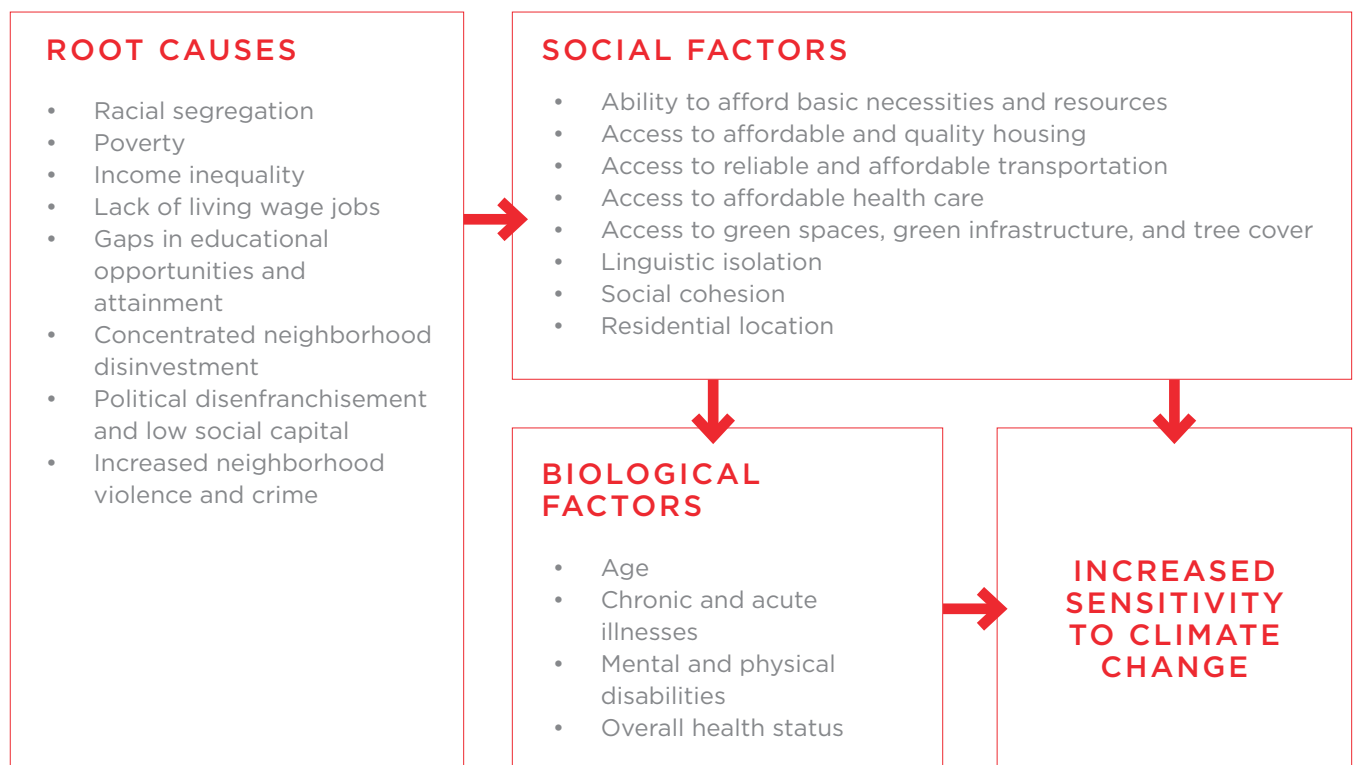 ROOT CAUSES
• Racial segregation
• Poverty
• Income inequality
• Lack of living wage jobs
• Gaps in educational
opportunities and
attainment
• Concentrated neighborhood
disinvestment
• Political disenfranchisement
and low social capital
• Increased neighborhood
violence and crime
SOCIAL FACTORS
• Ability to afford basic necessities and resources
• Access to affordable and quality housing
• Access to reliable and affordable transportation
• Access to affordable health care
• Access to green spaces, green infrastructure, and tree cover
• Linguistic isolation
• Social cohesion
• Residential location
BIOLOGICAL
FACTORS
• Age
• Chronic and acute
illnesses
• Mental and physical
disabilities
• Overall health status
INCREASED
SENSITIVITY
TO CLIMATE
CHANGE